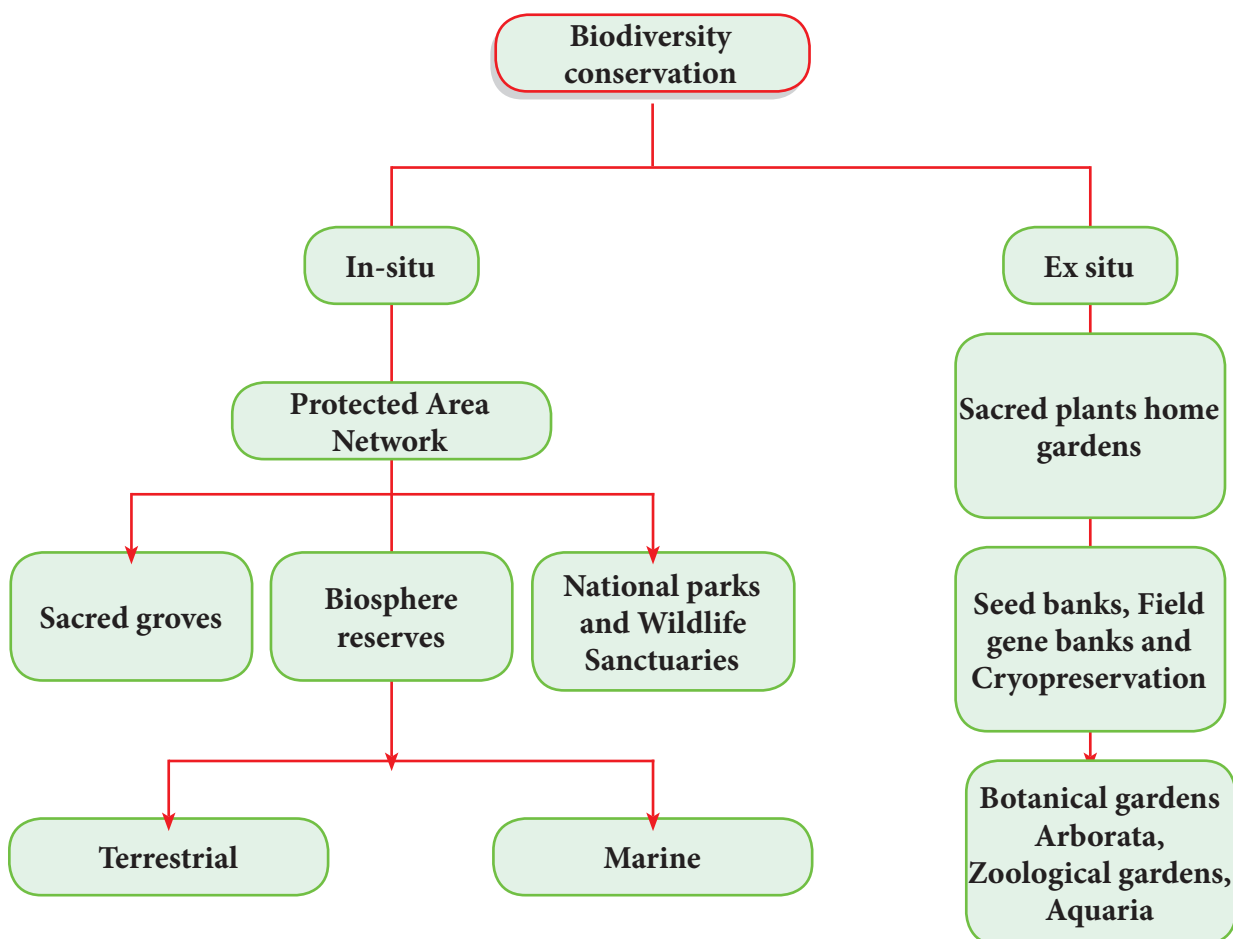 Biodiversity
conservation
In-situ
Ex situ
Protected Area
Network
Sacred plants home
gardens
Sacred groves
Biosphere
reserves
National parks
and Wildlife
Sanctuaries
Seed banks, Field
gene banks and
Cryopreservation
Terrestrial
Marine
Botanical gardens
Arborata,
Zoological gardens,
Aquaria